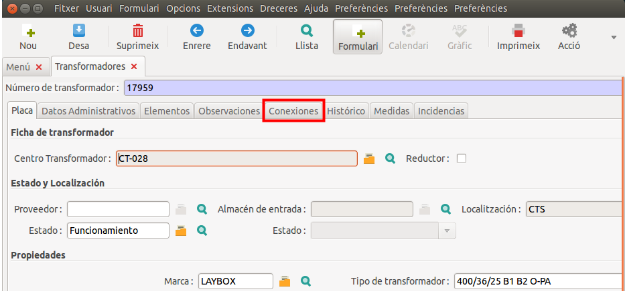 Fitxer Usuari Formulari Opcions Extensions Dreceres Ajuda Preferències Preferències Preferències
Nou Desa Suprimeix Enrere Endavant Llista Formulari Calendari Gràfic Imprimeix Acció
Menú Transformadores
Número de transformador : 17959
Placa Datos Administrativos Elementos Observaciones Conexiones Histórico Medidas Incidencias
Ficha de transformador
Centro Transformador : CT-028 Reductor :
Estado y Localización
Proveedor : Almacén de entrada : Localització : CTS
Estado : Funcionamiento Estado :
Propiedades
Marca : LAYBOX Tipo de transformador : 400/36/25 B1 B2 O-PA